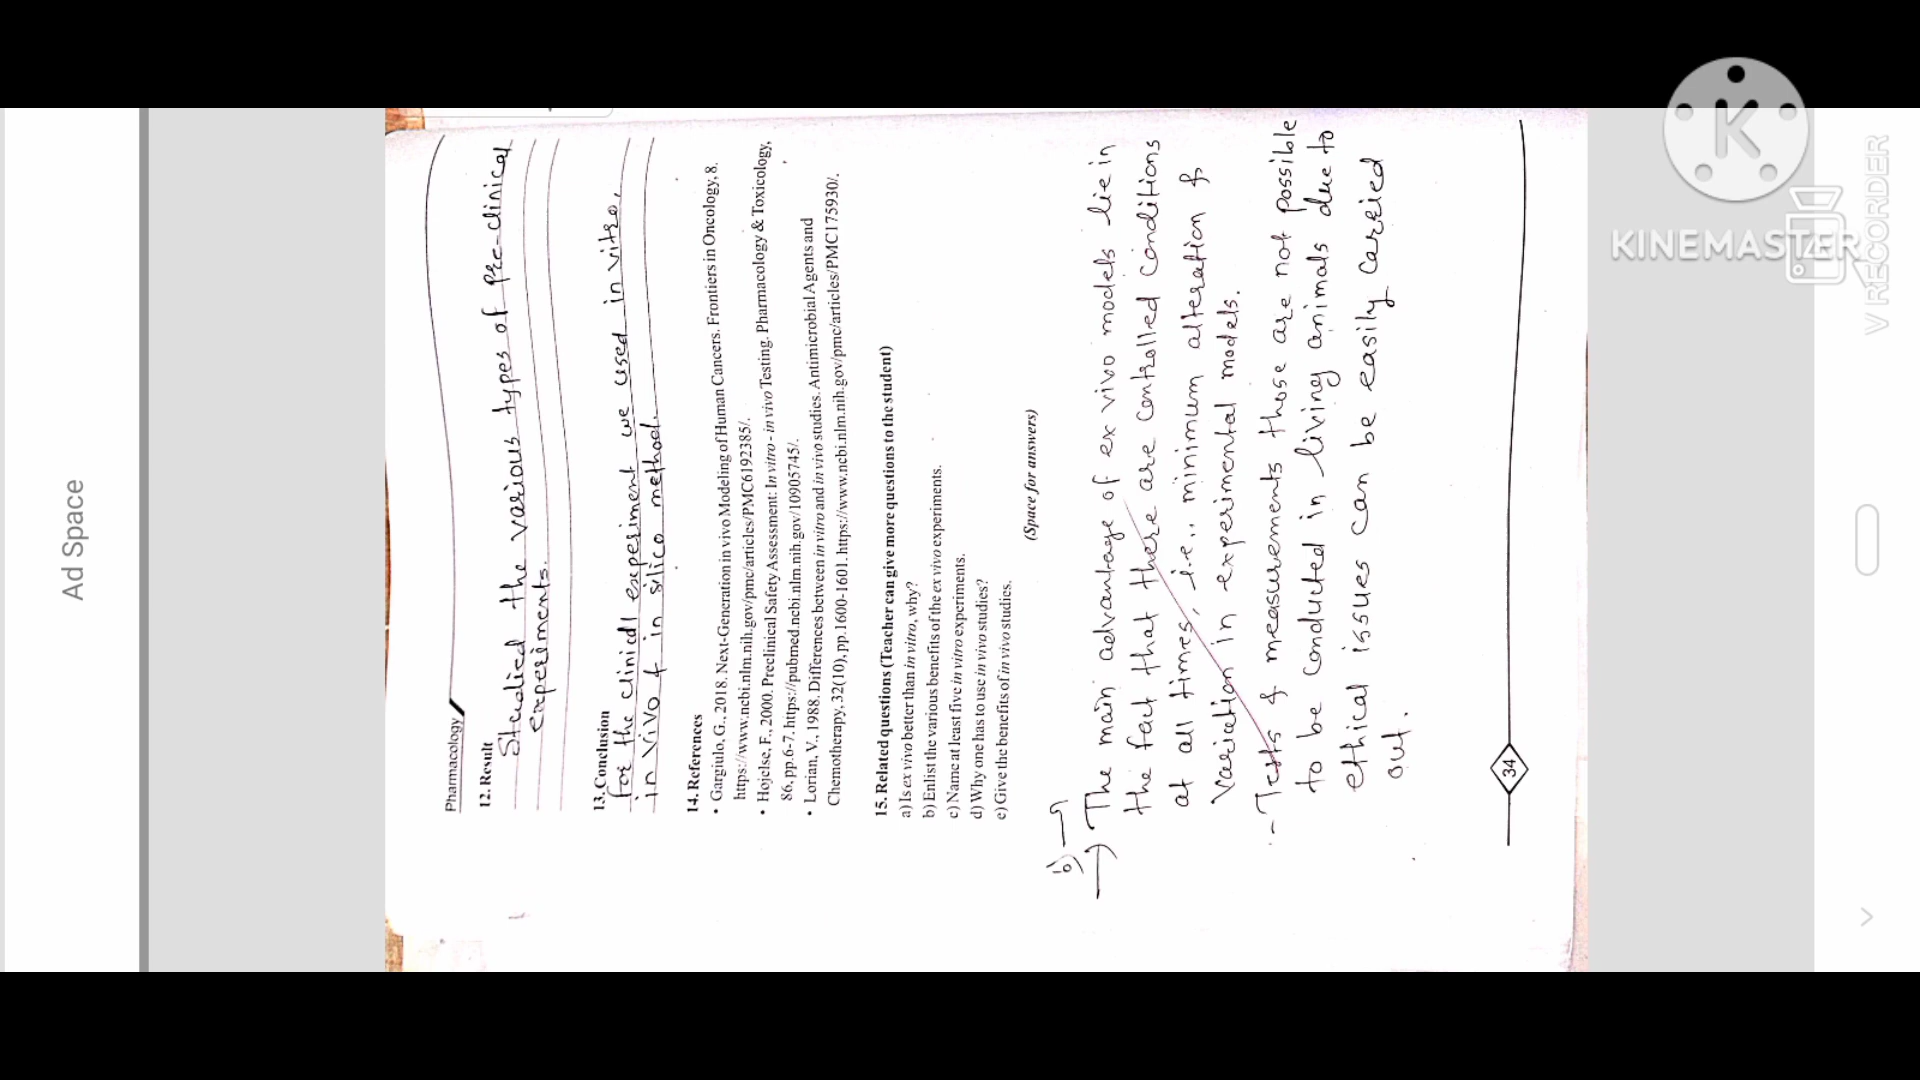 Ad Space
Pharmacology
12. Result
Studied the various types of Pre-clinical
experiments.
13. Conclusion
for the clinical experiment we used in vitro,
in vivo & in silico method.
14. References
• Gargiulo, G., 2018. Next-Generation in vivo Modeling of Human Cancers. Frontiers in Oncology, 8.
https://www.ncbi.nlm.nih.gov/pmc/articles/PMC6192385/.
• Hojelse, F., 2000. Preclinical Safety Assessment: In vitro - in vivo Testing. Pharmacology & Toxicology,
86, pp.6-7. https://pubmed.ncbi.nlm.nih.gov/10905745/.
• Lorian, V., 1988. Differences between in vitro and in vivo studies. Antimicrobial Agents and
Chemotherapy, 32(10), pp.1600-1601. https://www.ncbi.nlm.nih.gov/pmc/articles/PMC175930/.
15. Related questions (Teacher can give more questions to the student)
a) Is ex vivo better than in vitro, why?
b) Enlist the various benefits of the ex vivo experiments.
c) Name at least five in vitro experiments.
d) Why one has to use in vivo studies?
e) Give the benefits of in vivo studies.
(Space for answers)
b) →
→ The main advantage of ex vivo models lie in
the fact that there are controlled conditions
at all times, i.e.. minimum alteration &
variation in experimental models.
- Tests & measurements those are not possible
to be conducted in living animals due to
ethical issues can be easily carried
out.
34
KINEMASTER
V RECORDER